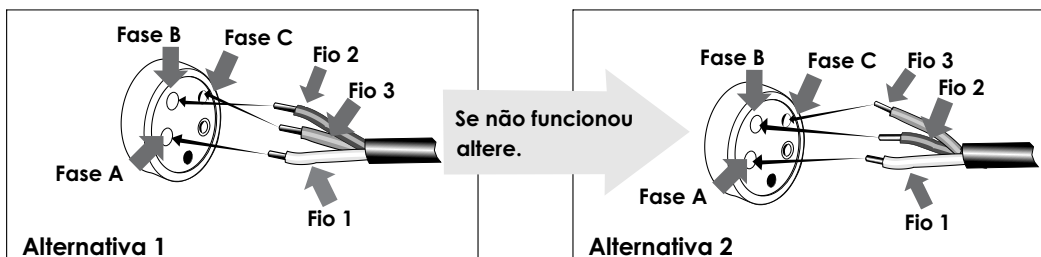 Fase B
Fase C
Fio 2
Fio 3
Fase A
Fio 1
Alternativa 1
Se não funcionou
altere.
Fase B
Fase C
Fio 3
Fio 2
Fase A
Fio 1
Alternativa 2